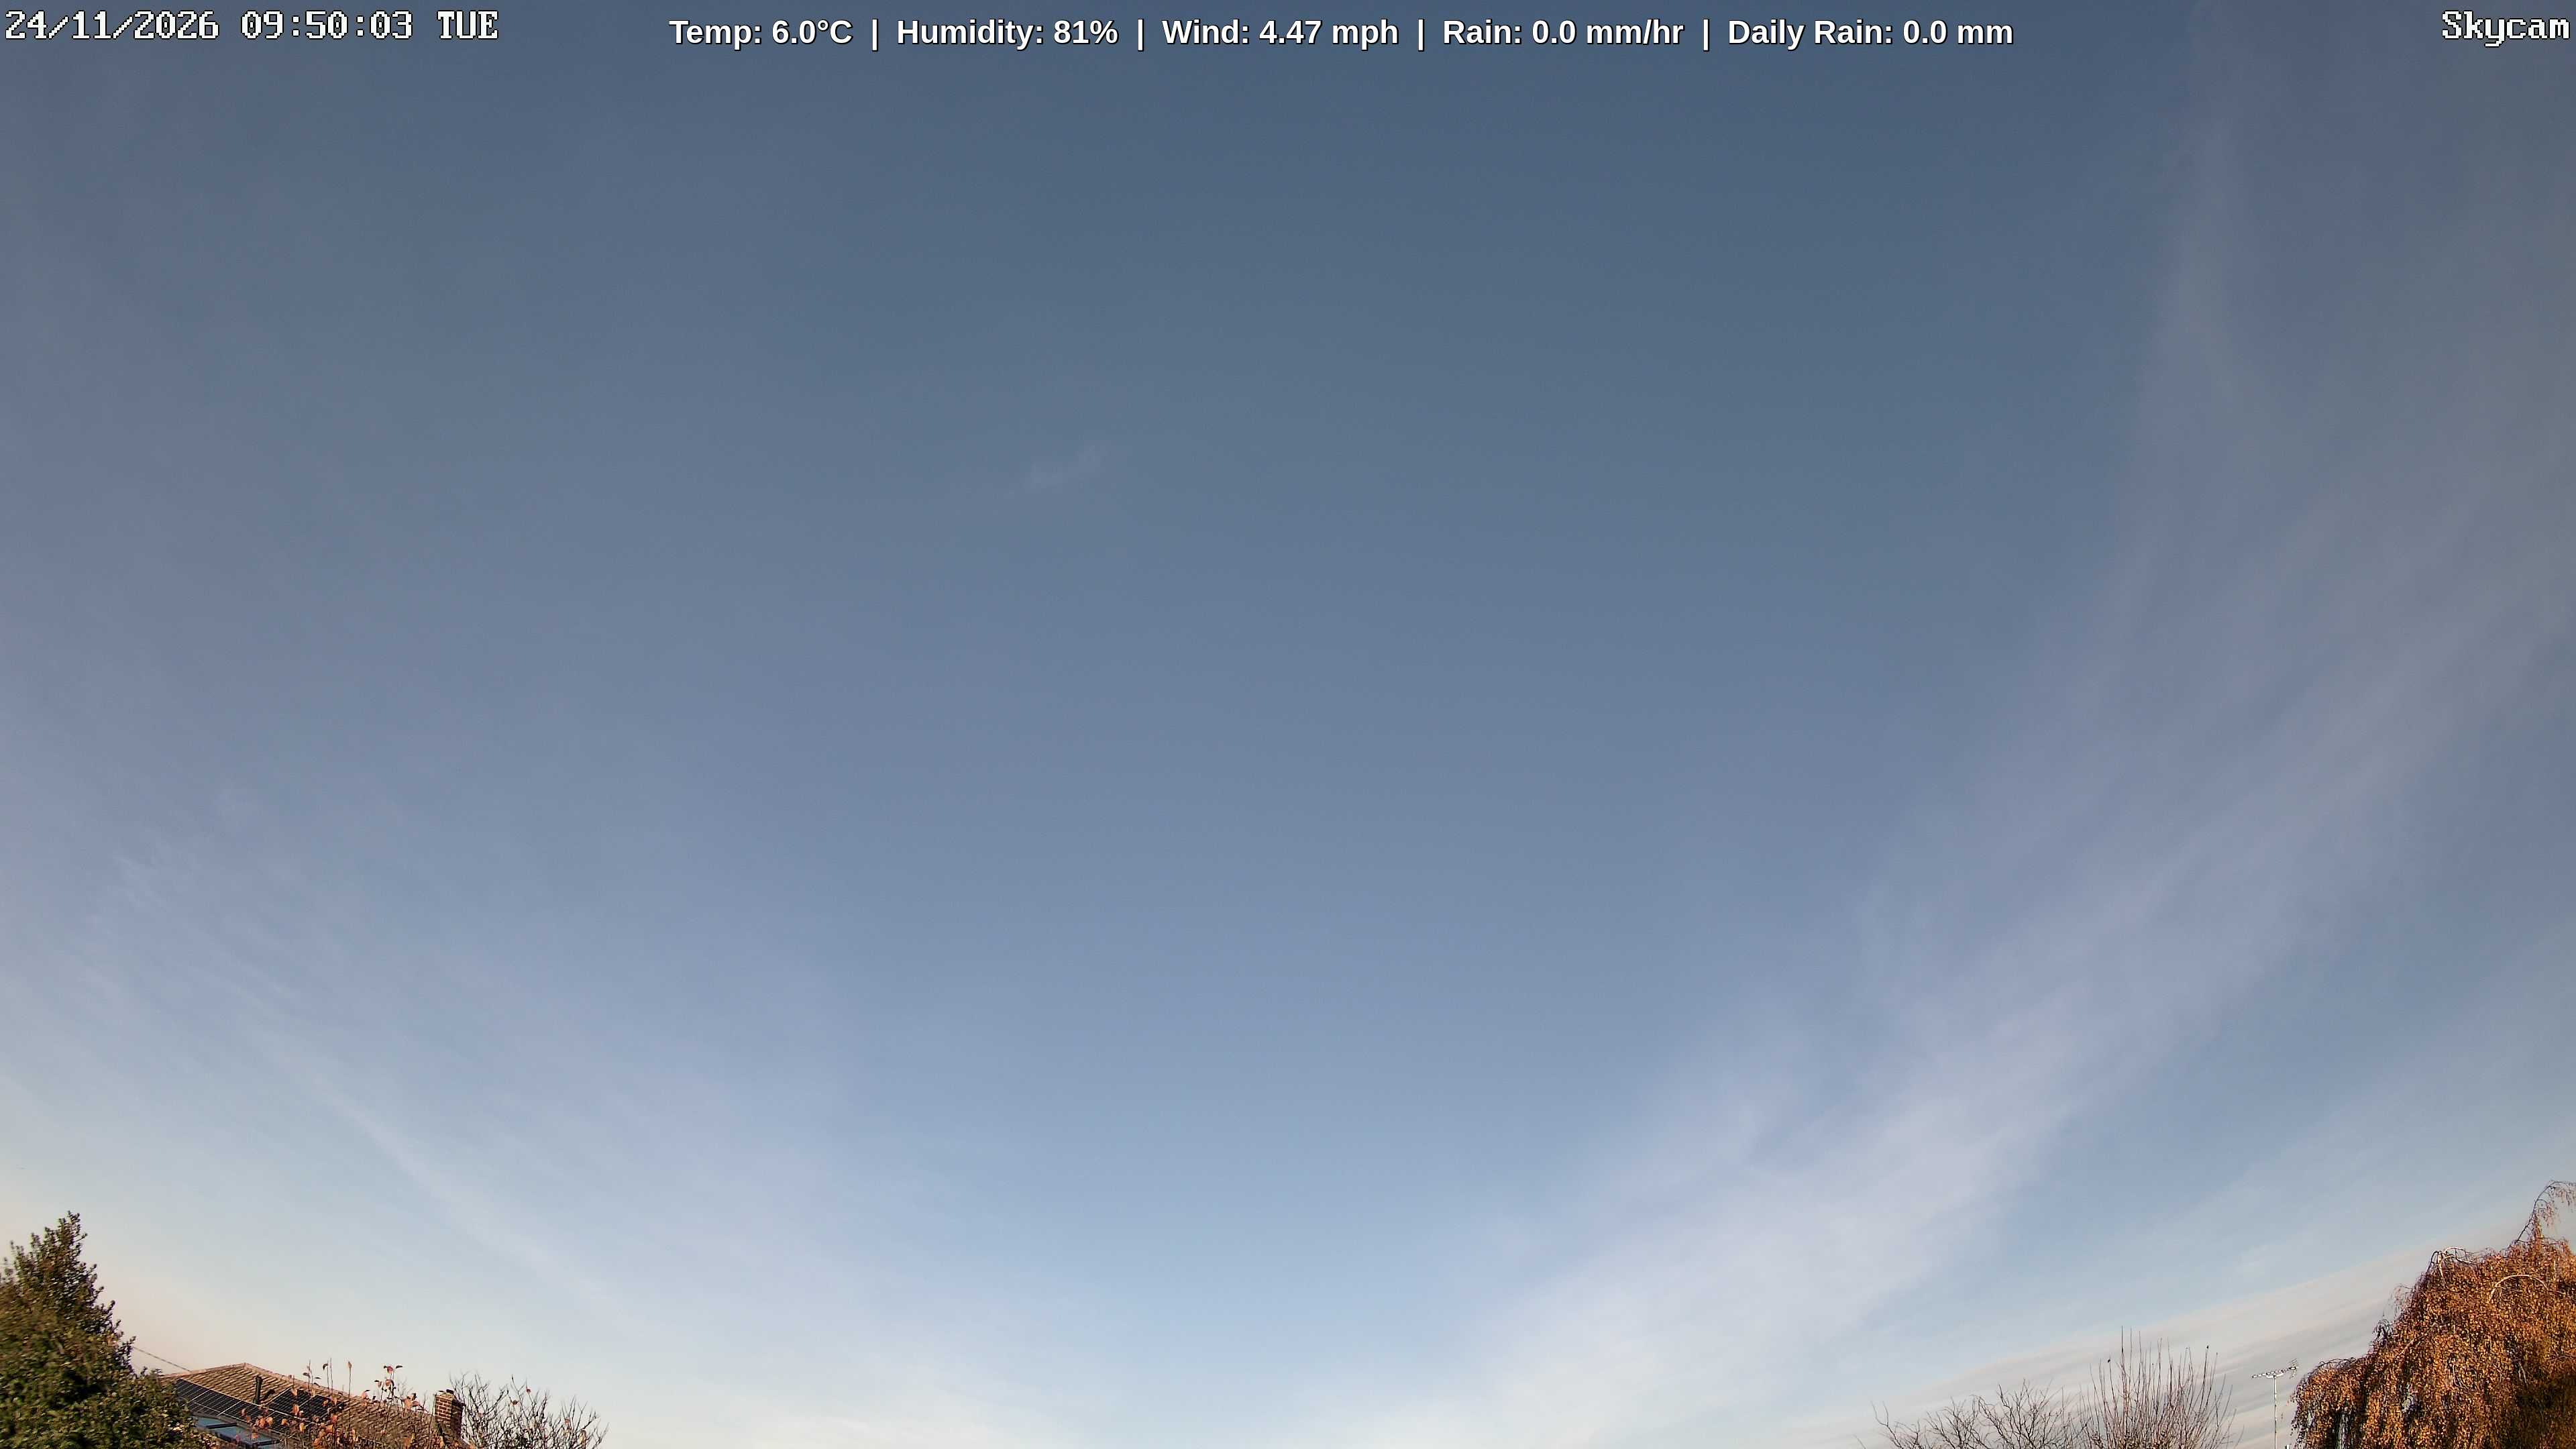 24/11/2026 09:50:03 TUE
Temp: 6.0°C | Humidity: 81% | Wind: 4.47 mph | Rain: 0.0 mm/hr | Daily Rain: 0.0 mm
Skycam